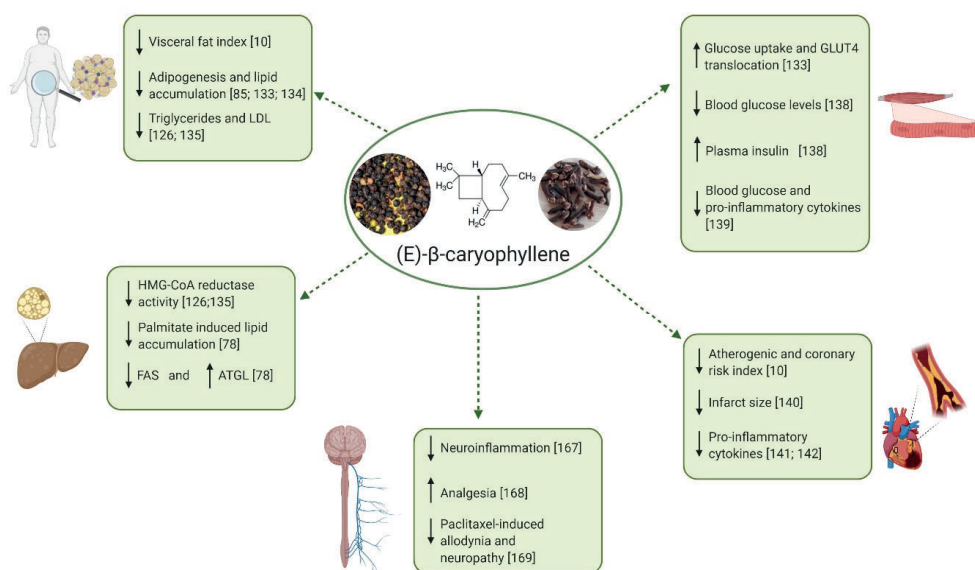 Visceral fat index [10]
Adipogenesis and lipid
accumulation [85; 133; 134]
Triglycerides and LDL
[126; 135]
Glucose uptake and GLUT4
translocation [133]
Blood glucose levels [138]
Plasma insulin [138]
Blood glucose and
pro-inflammatory cytokines
[139]
H₃C
H₃C
H
CH₃
H
H₂C
(E)-β-caryophyllene
HMG-CoA reductase
activity [126;135]
Palmitate induced lipid
accumulation [78]
FAS and ATGL [78]
Neuroinflammation [167]
Analgesia [168]
Paclitaxel-induced
allodynia and
neuropathy [169]
Atherogenic and coronary
risk index [10]
Infarct size [140]
Pro-inflammatory
cytokines [141; 142]